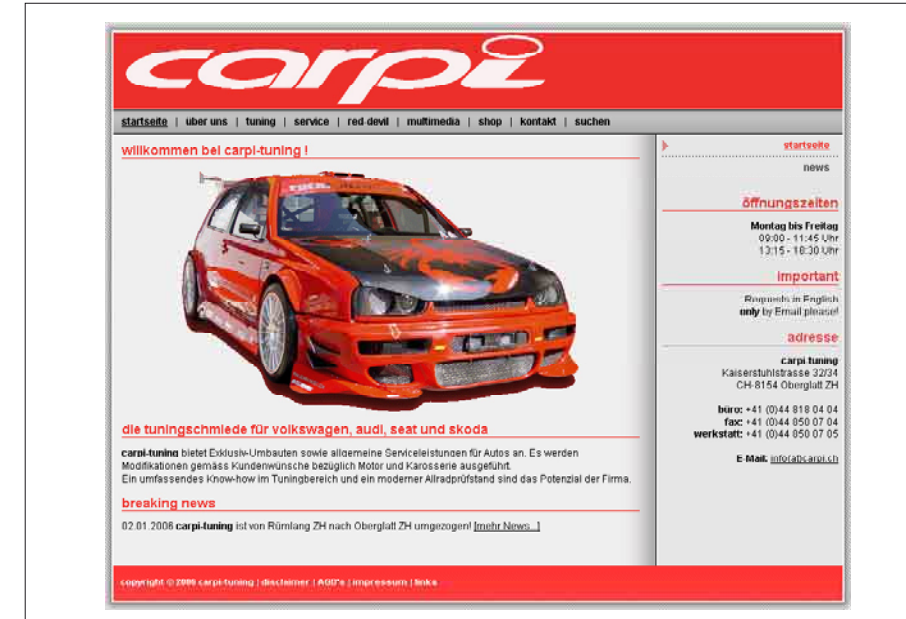 carpi
startseite | über uns | tuning | service | red-devil | multimedia | shop | kontakt | suchen
willkommen bei carpi-tuning !
die tuningschmiede für volkswagen, audi, seat und skoda
carpi-tuning bietet Exklusiv-Umbauten sowie allgemeine Serviceleistungen für Autos an. Es werden
Modifikationen gemäss Kundenwünsche bezüglich Motor und Karosserie ausgeführt.
Ein umfassendes Know-how im Tuningbereich und ein moderner Allradprüfstand sind das Potenzial der Firma.
breaking news
02.01.2006 carpi-tuning ist von Rümlang ZH nach Oberglatt ZH umgezogen! [mehr News...]
startseite
news
öffnungszeiten
Montag bis Freitag
09:00 - 11:45 Uhr
13:15 - 18:30 Uhr
important
Requests in English
only by Email please!
adresse
carpi-tuning
Kaiserstuhlstrasse 32/34
CH-8154 Oberglatt ZH
büro: +41 (0)44 818 04 04
fax: +41 (0)44 850 07 04
werkstatt: +41 (0)44 850 07 05
E-Mail: info(at)carpi.ch
copyright © 2006 carpi-tuning | disclaimer | AGB's | impressum | links